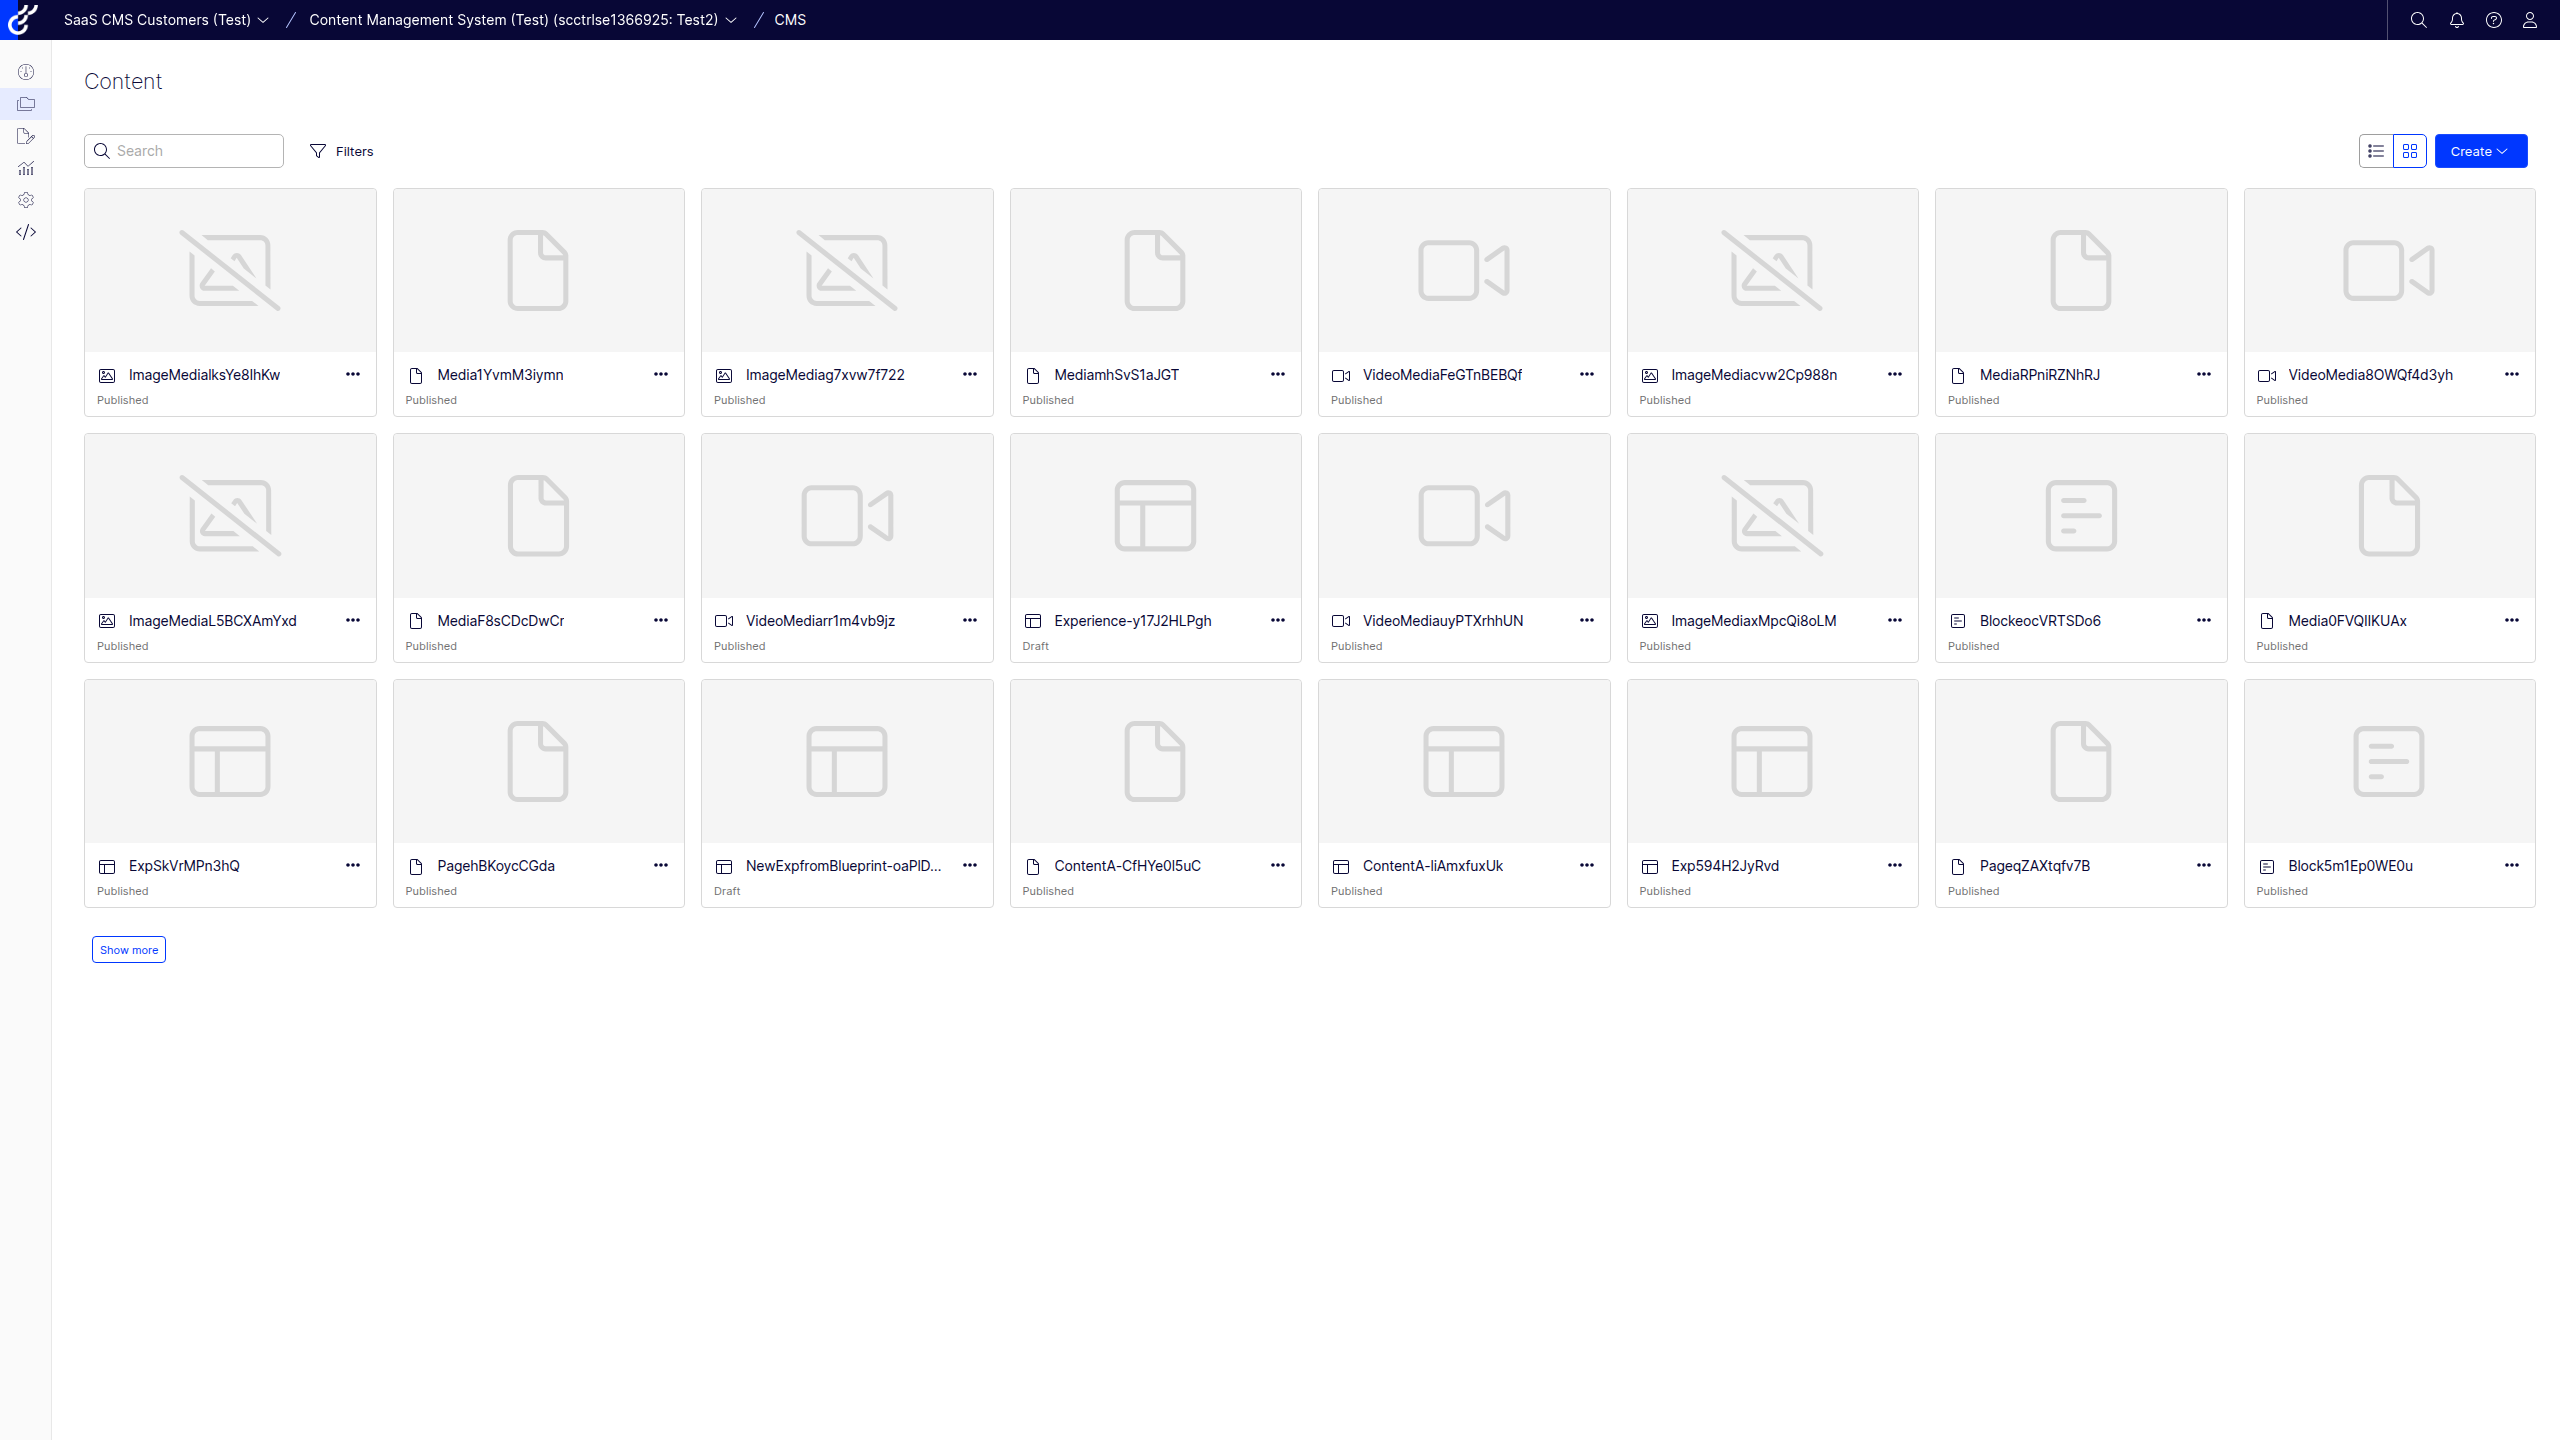 SaaS CMS Customers (Test) / Content Management System (Test) (scctrlse1366925: Test2) / CMS
Content
Search
Filters
Create
ImageMedialksYe8lhKw
Media1YvmM3iymn
ImageMediag7xvw7f722
MediamhSvS1aJGT
VideoMediaFeGTnBEBQf
ImageMediacvw2Cp988n
MediaRPniRZNhRJ
VideoMedia8OWQf4d3yh
Published
Published
Published
Published
Published
Published
Published
Published
ImageMediaL5BCXAmYxd
MediaF8sCDcDwCr
VideoMediarr1m4vb9jz
Experience-y17J2HLPgh
VideoMediauyPTXrhhUN
ImageMediaxMpcQi8oLM
BlockeocVRTSDo6
Media0FVQIlKUAx
Published
Published
Published
Draft
Published
Published
Published
Published
ExpSkVrMPn3hQ
PagehBKoycCGda
NewExpfromBlueprint-oaPlD...
ContentA-CfHYe0l5uC
ContentA-liAmxfuxUk
Exp594H2JyRvd
PageqZAXtqfv7B
Block5m1Ep0WE0u
Published
Published
Draft
Published
Published
Published
Published
Published
Show more